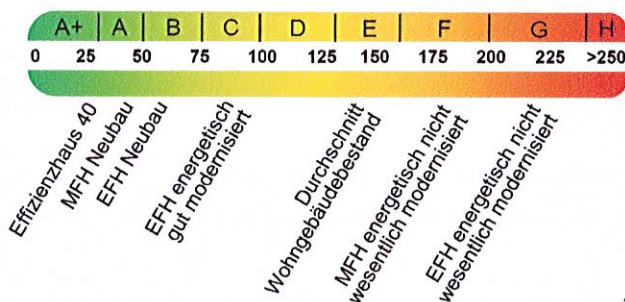 A+ A B C D E F G H
0 25 50 75 100 125 150 175 200 225 >250
Effizienzhaus 40
MFH Neubau
EFH Neubau
EFH energetisch
gut modernisiert
Durchschnitt
Wohngebäudebestand
MFH energetisch nicht
wesentlich modernisiert
EFH energetisch nicht
wesentlich modernisiert